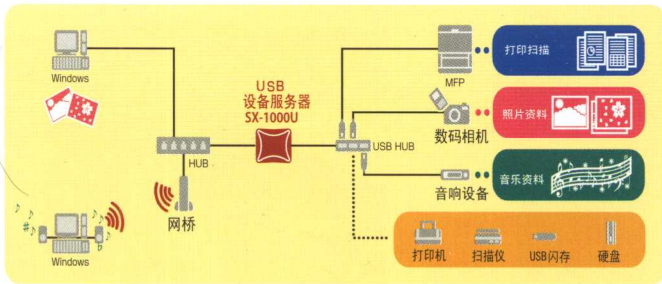 Windows
USB
设备服务器
SX-1000U
HUB
网桥
Windows
USB HUB
MFP
打印扫描
数码相机
照片资料
音响设备
音乐资料
打印机 扫描仪 USB闪存 硬盘